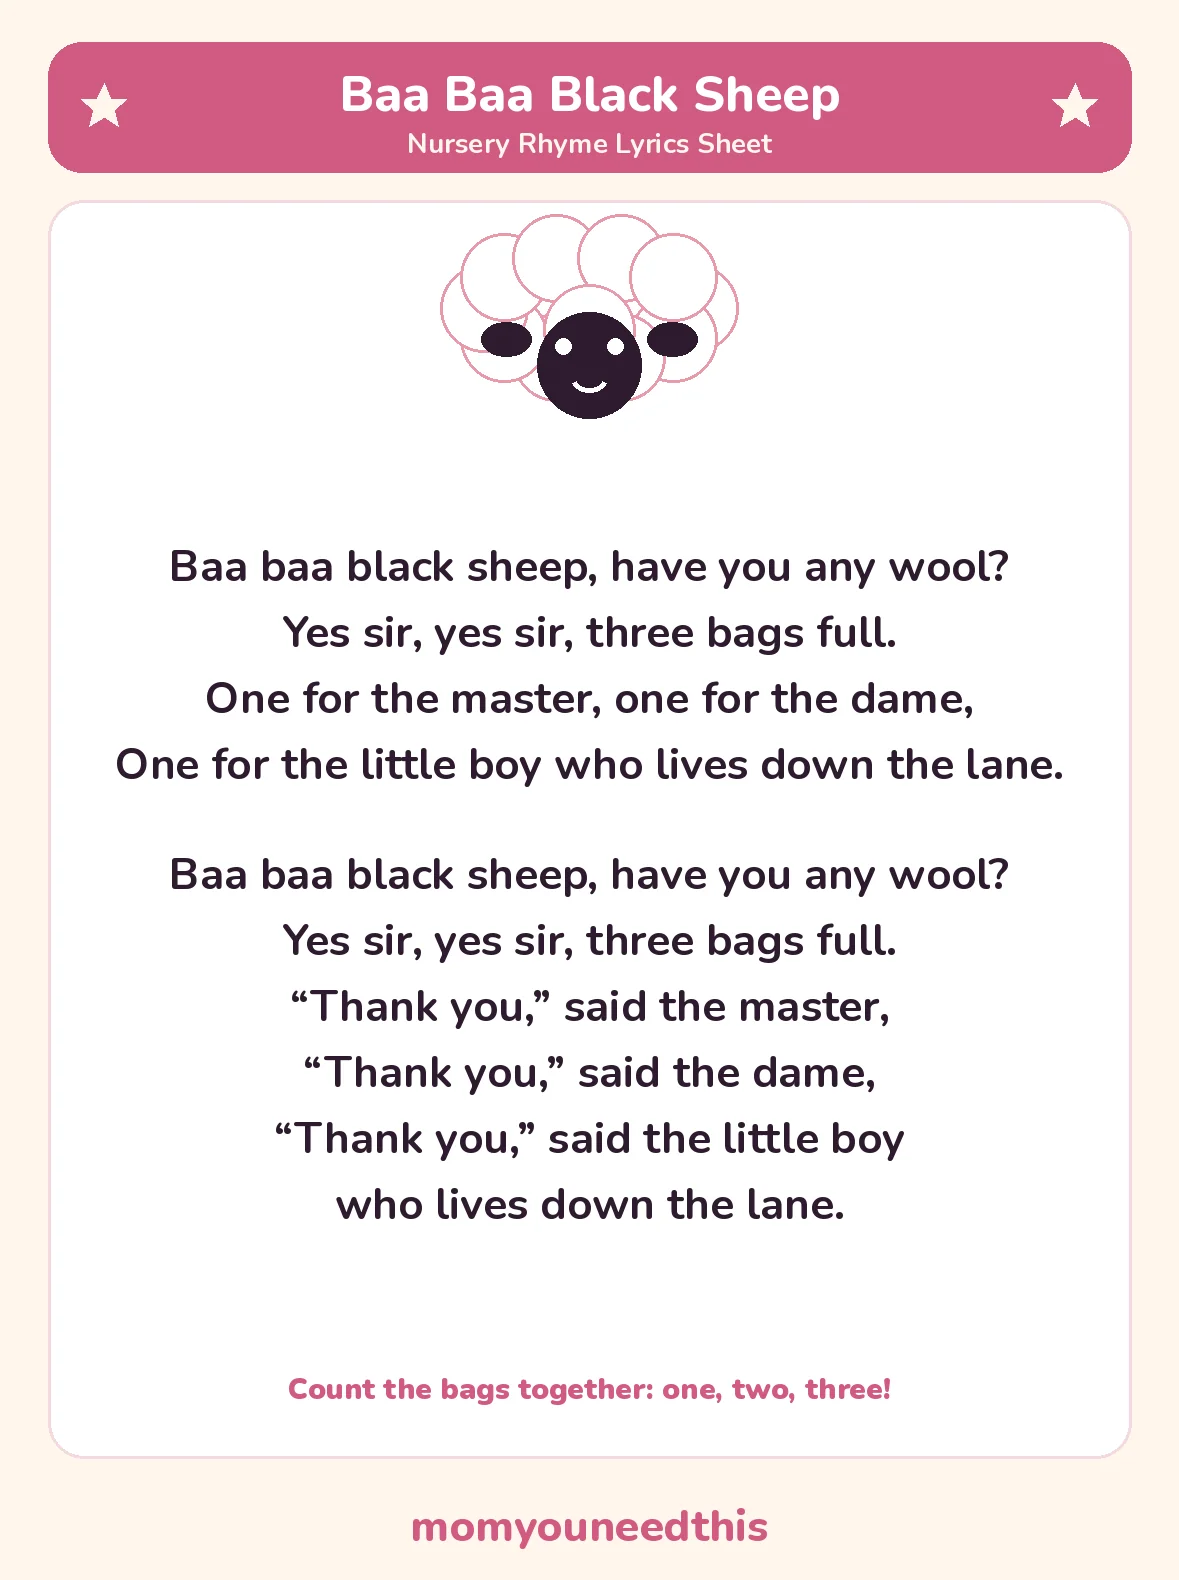 Baa Baa Black Sheep
Nursery Rhyme Lyrics Sheet
Baa baa black sheep, have you any wool?
Yes sir, yes sir, three bags full.
One for the master, one for the dame,
One for the little boy who lives down the lane.
Baa baa black sheep, have you any wool?
Yes sir, yes sir, three bags full.
“Thank you,” said the master,
“Thank you,” said the dame,
“Thank you,” said the little boy
who lives down the lane.
Count the bags together: one, two, three!
momyouneedthis